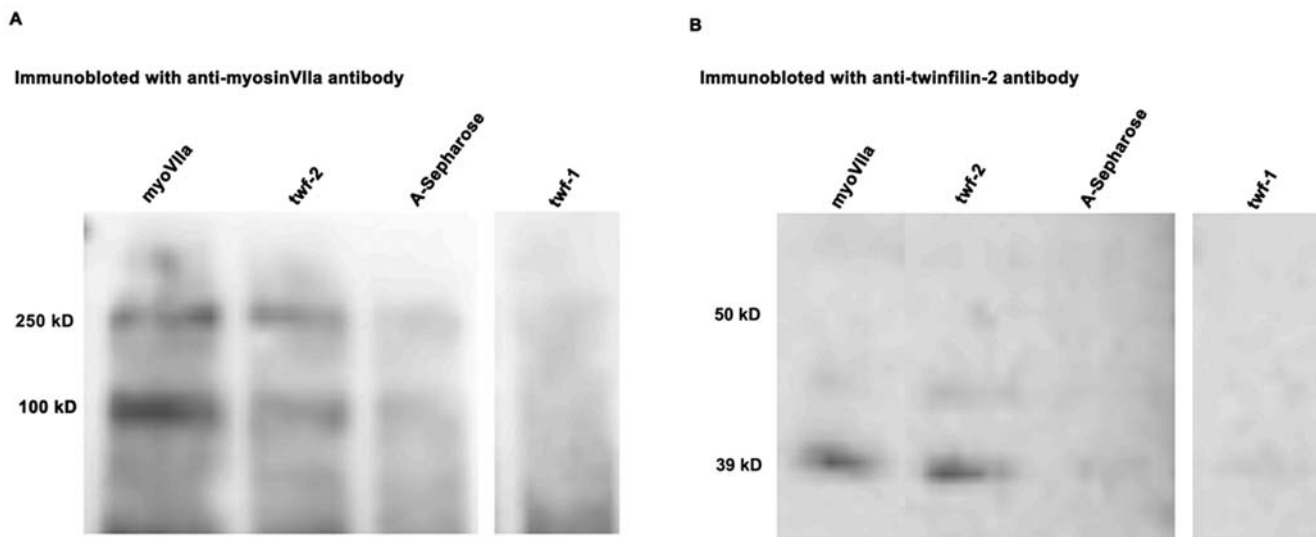 A
Immunobloted with anti-myosinVIIa antibody
myoVIIa
twf-2
A-Sepharose
twf-1
250 kD
100 kD
B
Immunobloted with anti-twinfilin-2 antibody
myoVIIa
twf-2
A-Sepharose
twf-1
50 kD
39 kD